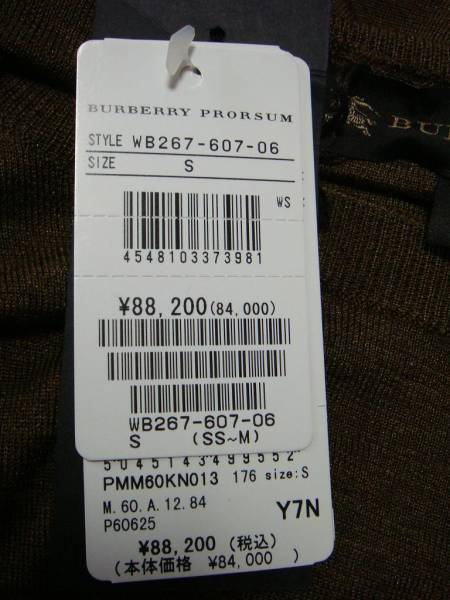 BURBERRY PRORSUM
STYLE WB267-607-06
SIZE S
WS
4548103373981
¥88,200(84,000)
WB267-607-06
S (SS~M)
5045143499552
PMM60KN013 176 size:S
M. 60. A. 12. 84
P60625
Y7N
¥88,200 (税込)
(本体価格 ¥84,000 )
BU